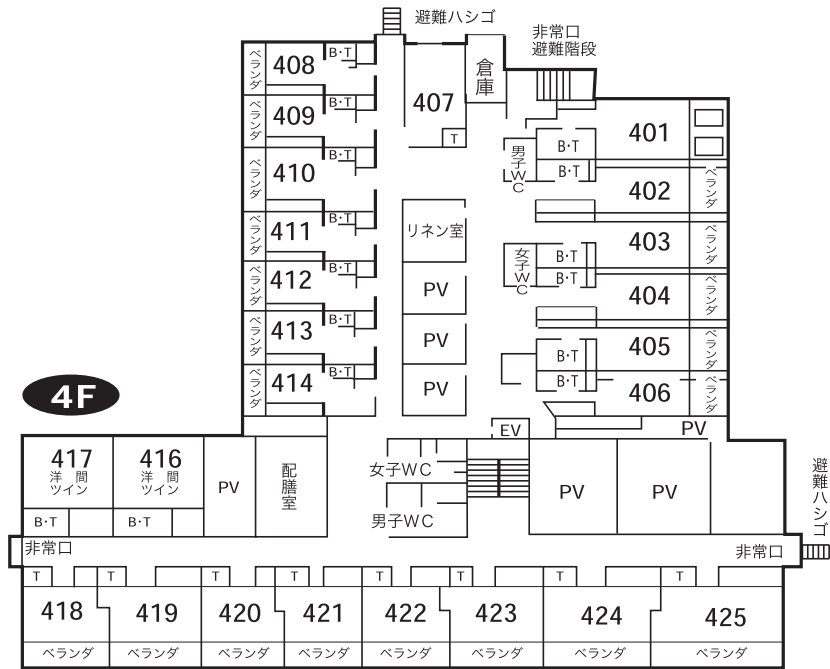 避難ハシゴ
非常口
避難階段
ベランダ
408
B・T
倉庫
407
T
ベランダ
409
B・T
401
B・T
男子WC
B・T
ベランダ
410
B・T
402
ベランダ
ベランダ
411
B・T
リネン室
403
ベランダ
女子WC
B・T
B・T
ベランダ
412
B・T
PV
404
ベランダ
ベランダ
413
B・T
PV
405
ベランダ
B・T
B・T
ベランダ
414
B・T
PV
406
ベランダ
4F
EV
PV
417
洋間
ツイン
416
洋間
ツイン
PV
配膳室
女子WC
男子WC
PV
PV
避難ハシゴ
B・T
B・T
非常口
非常口
T
T
T
T
T
T
T
T
418
419
420
421
422
423
424
425
ベランダ
ベランダ
ベランダ
ベランダ
ベランダ
ベランダ
ベランダ
ベランダ